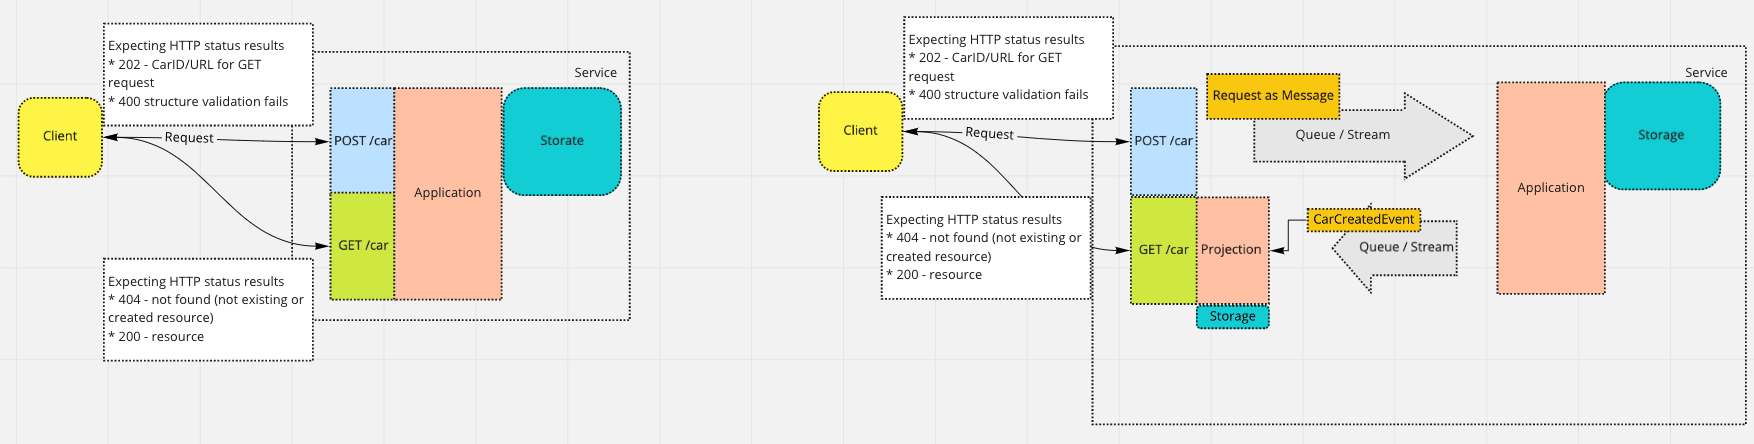 Expecting HTTP status results
* 202 - CarID/URL for GET
request
* 400 structure validation fails
Service
Client
Request
POST /car
Storate
Application
GET /car
Expecting HTTP status results
* 404 - not found (not existing or
created resource)
* 200 - resource
Expecting HTTP status results
* 202 - CarID/URL for GET
request
* 400 structure validation fails
Service
Request as Message
Client
Request
POST /car
Queue / Stream
Storage
Application
Expecting HTTP status results
* 404 - not found (not existing or
created resource)
* 200 - resource
GET /car
Projection
CarCreatedEvent
Queue / Stream
Storage